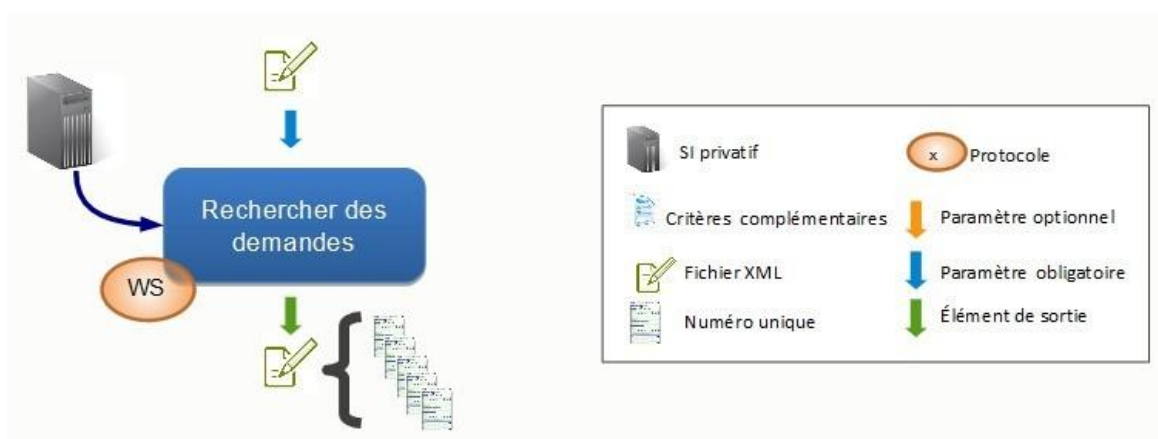 Rechercher des
demandes
WS
SI privatif
x Protocole
Critères complémentaires
Paramètre optionnel
Fichier XML
Paramètre obligatoire
Numéro unique
Élément de sortie